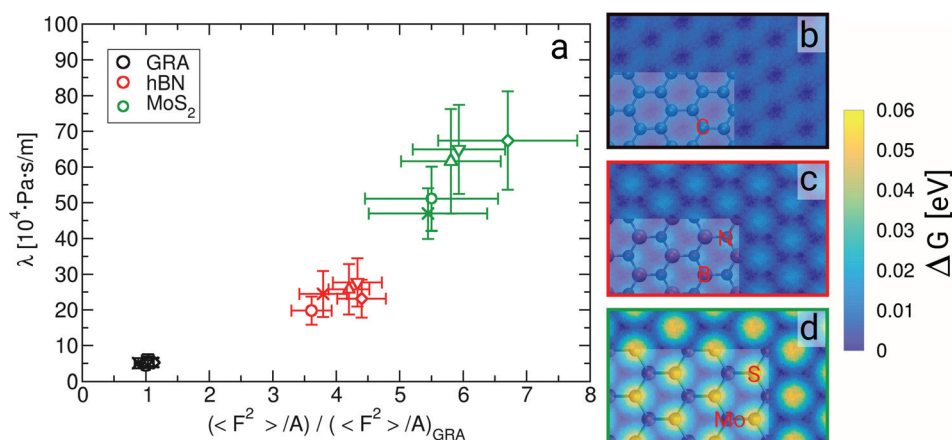 a
GRA
hBN
MoS₂
100
90
80
70
60
50
40
30
20
10
0
λ [10⁴·Pa·s/m]
0 1 2 3 4 5 6 7 8
(< F² >/A) / (< F² >/A)GRA
b
C
c
N
B
d
S
Mo
0.06
0.05
0.04
0.03
0.02
0.01
0
ΔG [eV]